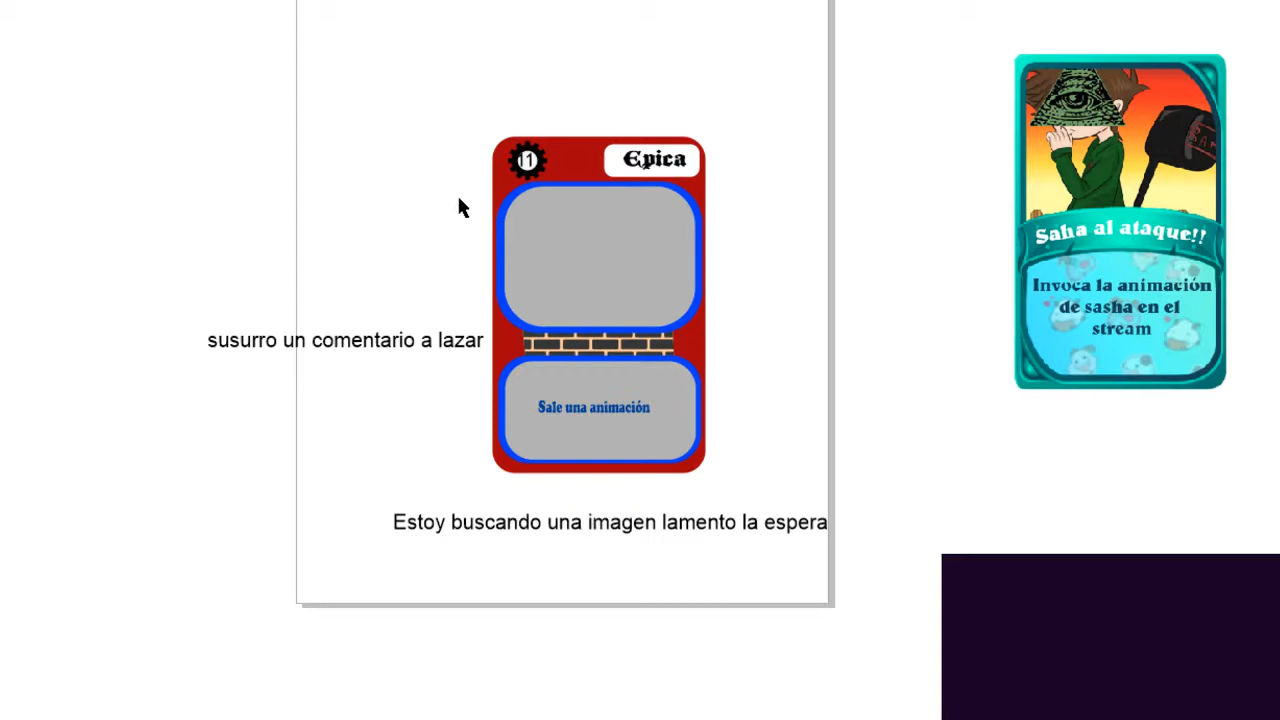 11
Epica
susurro un comentario a lazar
Sale una animación
Estoy buscando una imagen lamento la espera
Saha al ataque!!
Invoca la animación
de sasha en el
stream